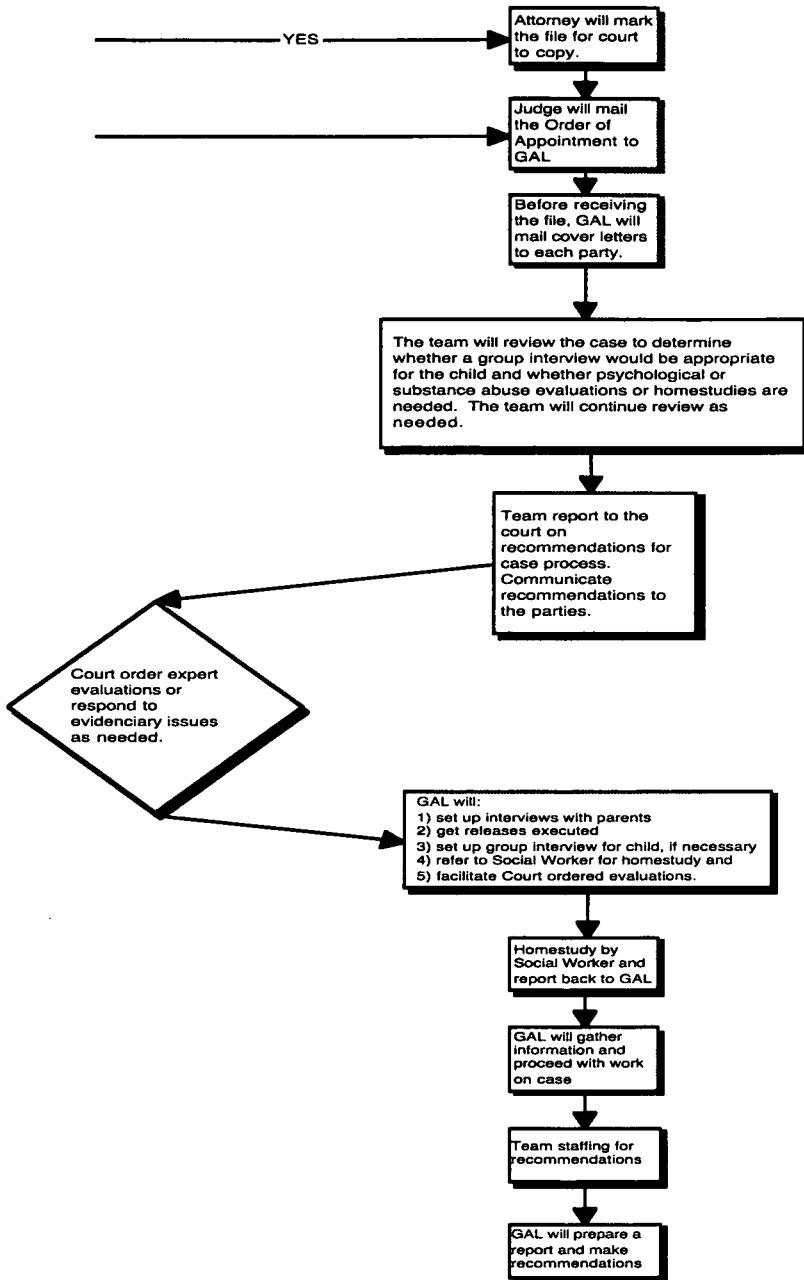 YES
Attorney will mark
the file for court
to copy.
Judge will mail
the Order of
Appointment to
GAL
Before receiving
the file, GAL will
mail cover letters
to each party.
The team will review the case to determine
whether a group interview would be appropriate
for the child and whether psychological or
substance abuse evaluations or homestudies are
needed. The team will continue review as
needed.
Team report to the
court on
recommendations for
case process.
Communicate
recommendations to
the parties.
Court order expert
evaluations or
respond to
evidenciary issues
as needed.
GAL will:
1) set up interviews with parents
2) get releases executed
3) set up group interview for child, if necessary
4) refer to Social Worker for homestudy and
5) facilitate Court ordered evaluations.
Homestudy by
Social Worker and
report back to GAL
GAL will gather
information and
proceed with work
on case
Team staffing for
recommendations
GAL will prepare a
report and make
recommendations